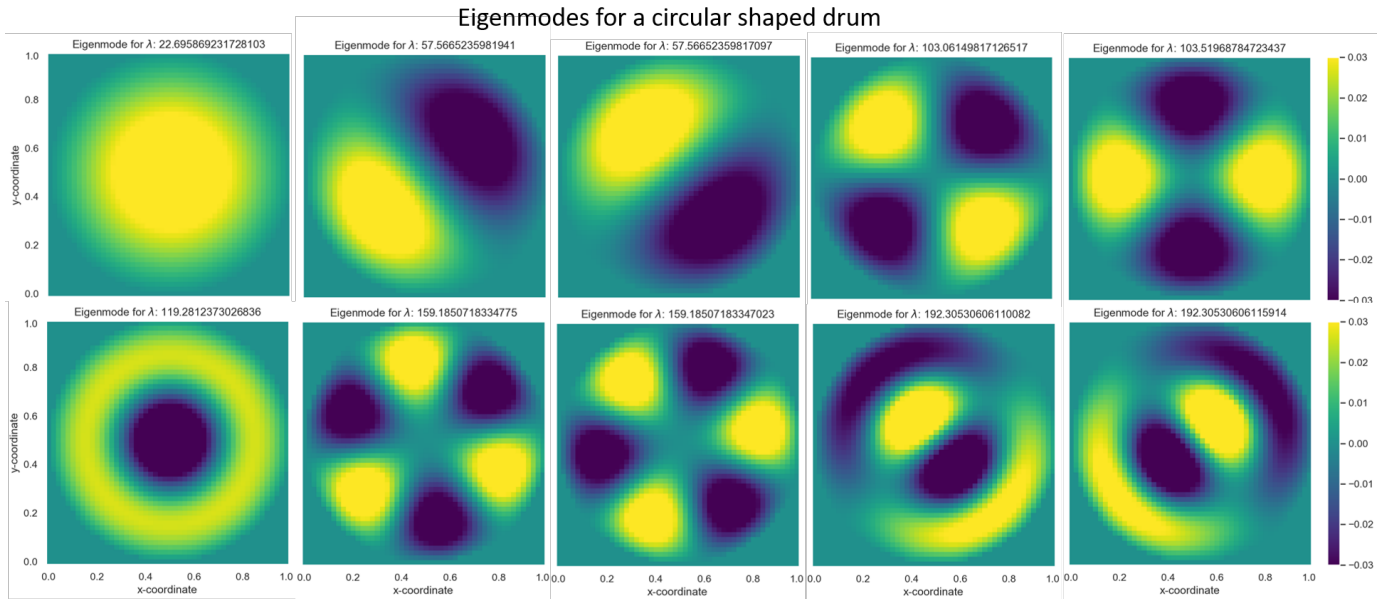 Eigenmodes for a circular shaped drum
Eigenmode for λ: 22.695869231728103
Eigenmode for λ: 57.5665235981941
Eigenmode for λ: 57.56652359817097
Eigenmode for λ: 103.06149817126517
Eigenmode for λ: 103.51968784723437
1.0
0.8
0.6
0.4
0.2
0.0
y-coordinate
0.03
0.02
0.01
0.00
−0.01
−0.02
−0.03
Eigenmode for λ: 119.2812373026836
Eigenmode for λ: 159.1850718334775
Eigenmode for λ: 159.18507183347023
Eigenmode for λ: 192.30530606110082
Eigenmode for λ: 192.30530606115914
1.0
0.8
0.6
0.4
0.2
0.0
y-coordinate
0.03
0.02
0.01
0.00
−0.01
−0.02
−0.03
0.0 0.2 0.4 0.6 0.8 1.0
0.0 0.2 0.4 0.6 0.8 1.0
0.0 0.2 0.4 0.6 0.8 1.0
0.0 0.2 0.4 0.6 0.8 1.0
0.0 0.2 0.4 0.6 0.8 1.0
x-coordinate
x-coordinate
x-coordinate
x-coordinate
x-coordinate